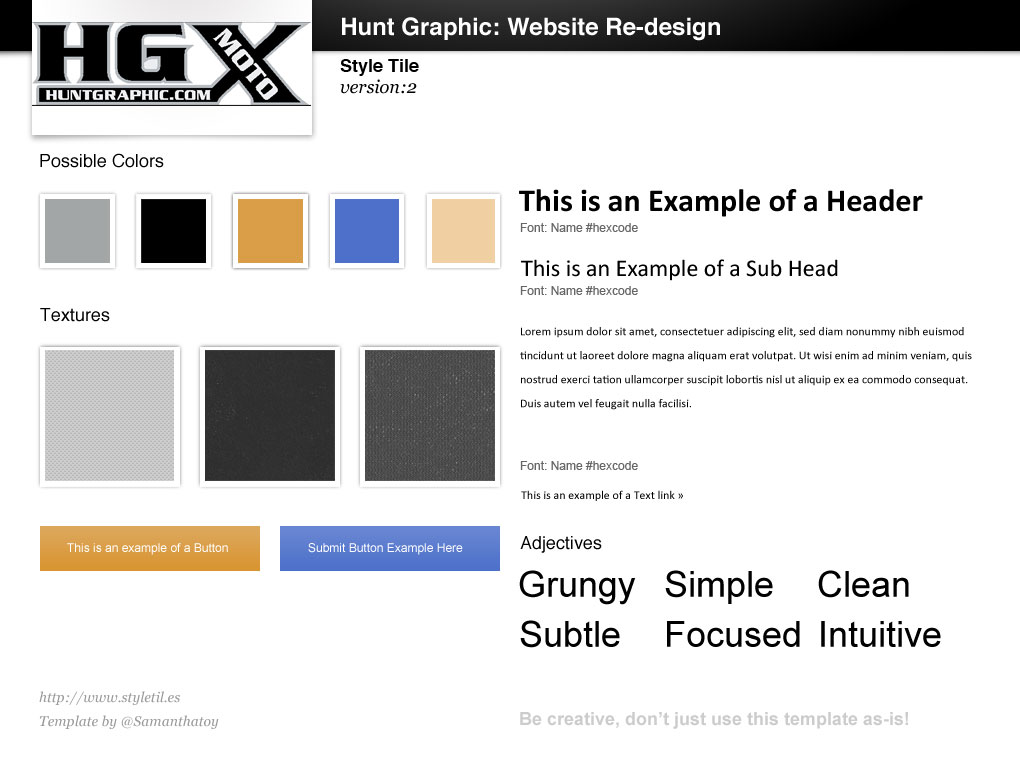 HGX
MOTO
HUNTGRAPHIC.COM
Hunt Graphic: Website Re-design
Style Tile
version:2
Possible Colors
Textures
This is an example of a Button
Submit Button Example Here
This is an Example of a Header
Font: Name #hexcode
This is an Example of a Sub Head
Font: Name #hexcode
Lorem ipsum dolor sit amet, consectetuer adipiscing elit, sed diam nonummy nibh euismod
tincidunt ut laoreet dolore magna aliquam erat volutpat. Ut wisi enim ad minim veniam, quis
nostrud exerci tation ullamcorper suscipit lobortis nisl ut aliquip ex ea commodo consequat.
Duis autem vel feugait nulla facilisi.
Font: Name #hexcode
This is an example of a Text link »
Adjectives
Grungy Simple Clean
Subtle Focused Intuitive
http://www.styletil.es
Template by @Samanthatoy
Be creative, don’t just use this template as-is!